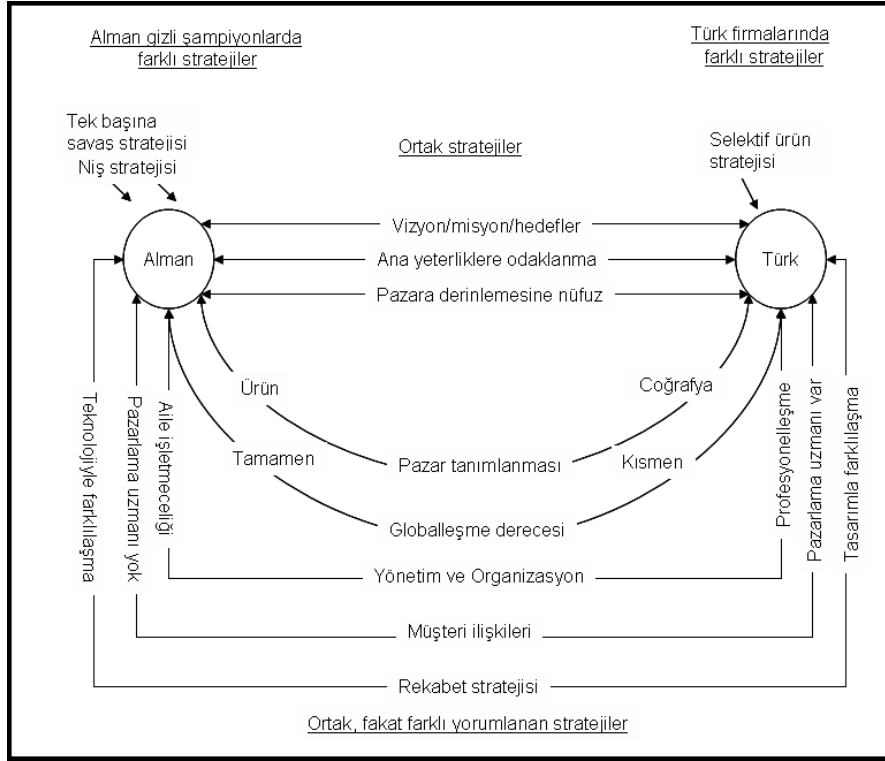 Alman gizli şampiyonlarda
farklı stratejiler
Türk firmalarında
farklı stratejiler
Tek başına
savaş stratejisi
Niş stratejisi
Ortak stratejiler
Selektif ürün
stratejisi
Vizyon/misyon/hedefler
Alman
Ana yeterliklere odaklanma
Türk
Pazara derinlemesine nüfuz
Ürün
Coğrafya
Tamamen
Pazar tanımlanması
Kısmen
Globalleşme derecesi
Teknolojiyle farklılaşma
Pazarlama uzmanı yok
Aile işletmeciliği
Profesyonelleşme
Pazarlama uzmanı var
Tasarımla farklılaşma
Yönetim ve Organizasyon
Müşteri ilişkileri
Rekabet stratejisi
Ortak, fakat farklı yorumlanan stratejiler